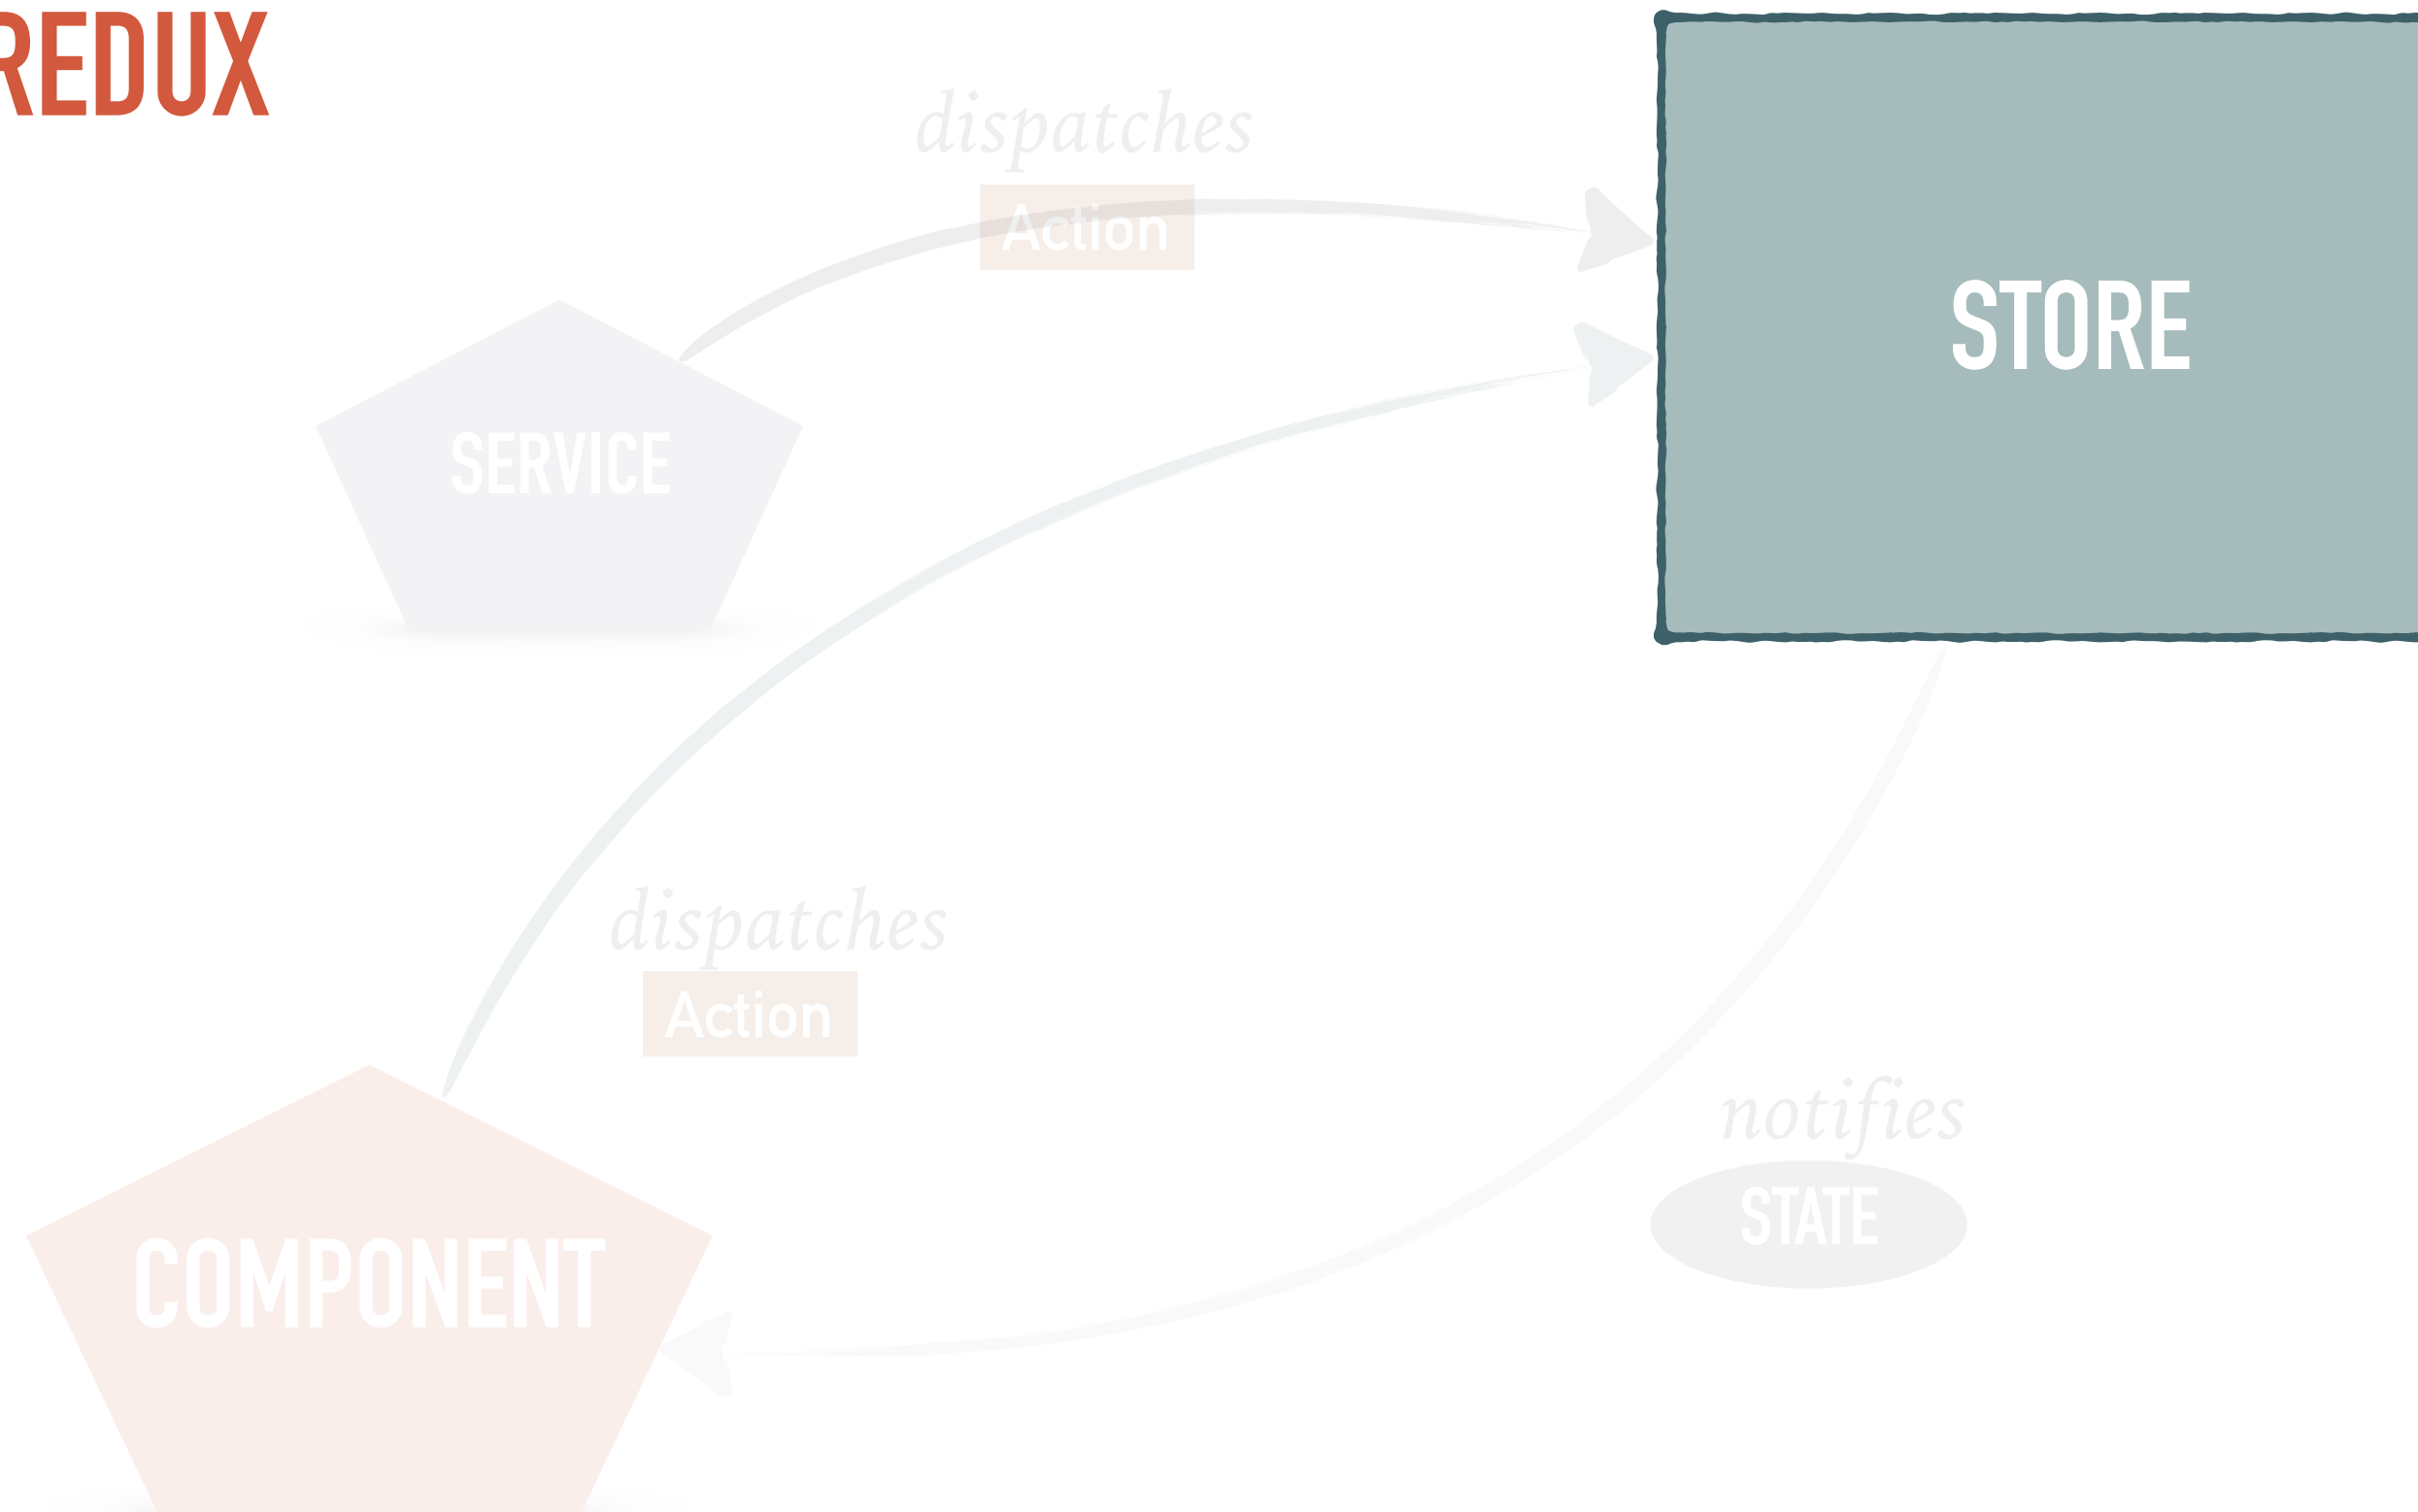 REDUX
dispatches
Action
STORE
SERVICE
dispatches
Action
notifies
STATE
COMPONENT